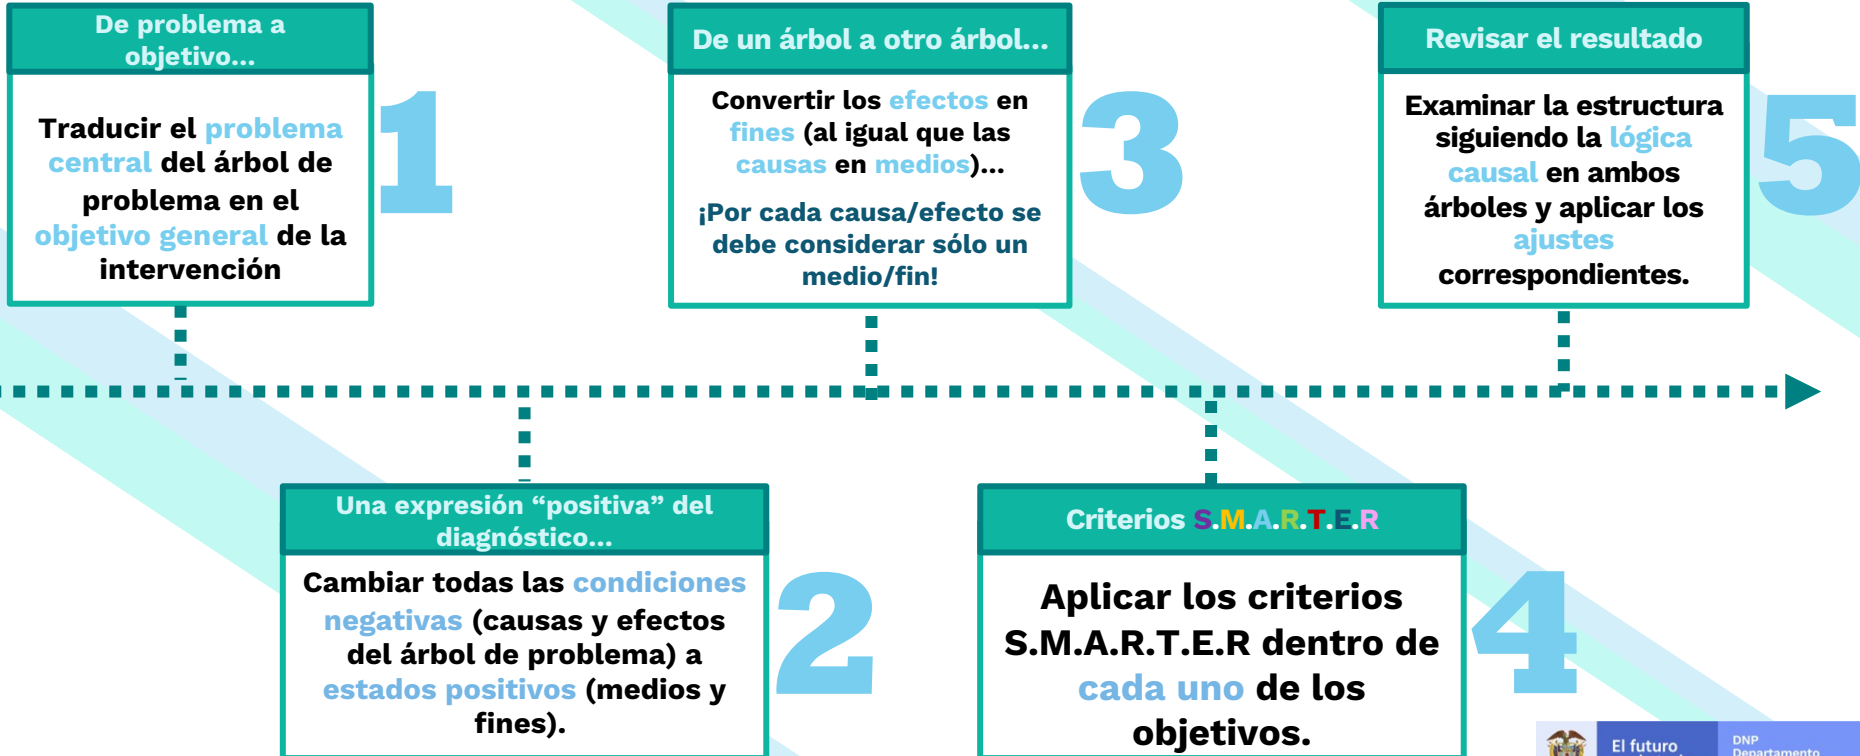 De problema a
objetivo...
Traducir el problema
central del árbol de
problema en el
objetivo general de la
intervención
1
Una expresión “positiva” del
diagnóstico...
Cambiar todas las condiciones
negativas (causas y efectos
del árbol de problema) a
estados positivos (medios y
fines).
2
De un árbol a otro árbol...
Convertir los efectos en
fines (al igual que las
causas en medios)...
¡Por cada causa/efecto se
debe considerar sólo un
medio/fin!
3
Criterios S.M.A.R.T.E.R
Aplicar los criterios
S.M.A.R.T.E.R dentro de
cada uno de los
objetivos.
4
Revisar el resultado
Examinar la estructura
siguiendo la lógica
causal en ambos
árboles y aplicar los
ajustes
correspondientes.
5
El futuro
DNP
Departamento